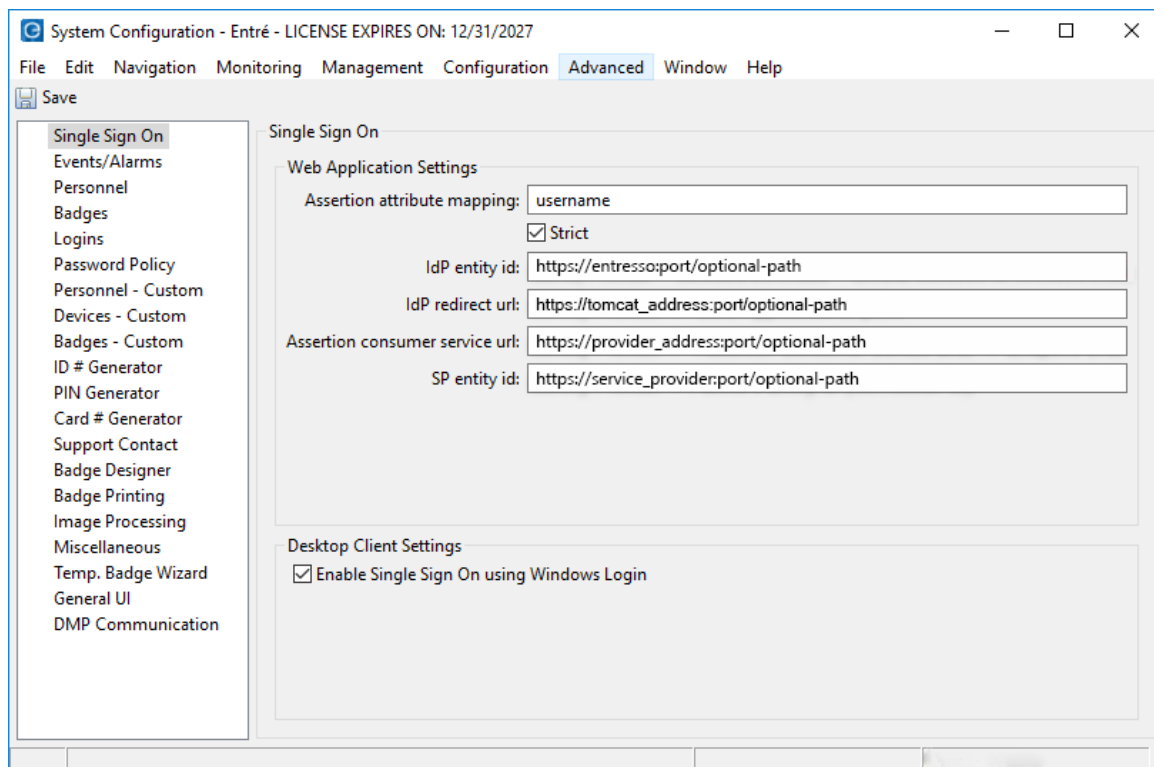 System Configuration - Entré - LICENSE EXPIRES ON: 12/31/2027
File Edit Navigation Monitoring Management Configuration Advanced Window Help
Save
Single Sign On
Events/Alarms
Personnel
Badges
Logins
Password Policy
Personnel - Custom
Devices - Custom
Badges - Custom
ID # Generator
PIN Generator
Card # Generator
Support Contact
Badge Designer
Badge Printing
Image Processing
Miscellaneous
Temp. Badge Wizard
General UI
DMP Communication
Single Sign On
Web Application Settings
Assertion attribute mapping: username
Strict
IdP entity id: https://entresso:port/optional-path
IdP redirect url: https://tomcat_address:port/optional-path
Assertion consumer service url: https://provider_address:port/optional-path
SP entity id: https://service_provider:port/optional-path
Desktop Client Settings
Enable Single Sign On using Windows Login